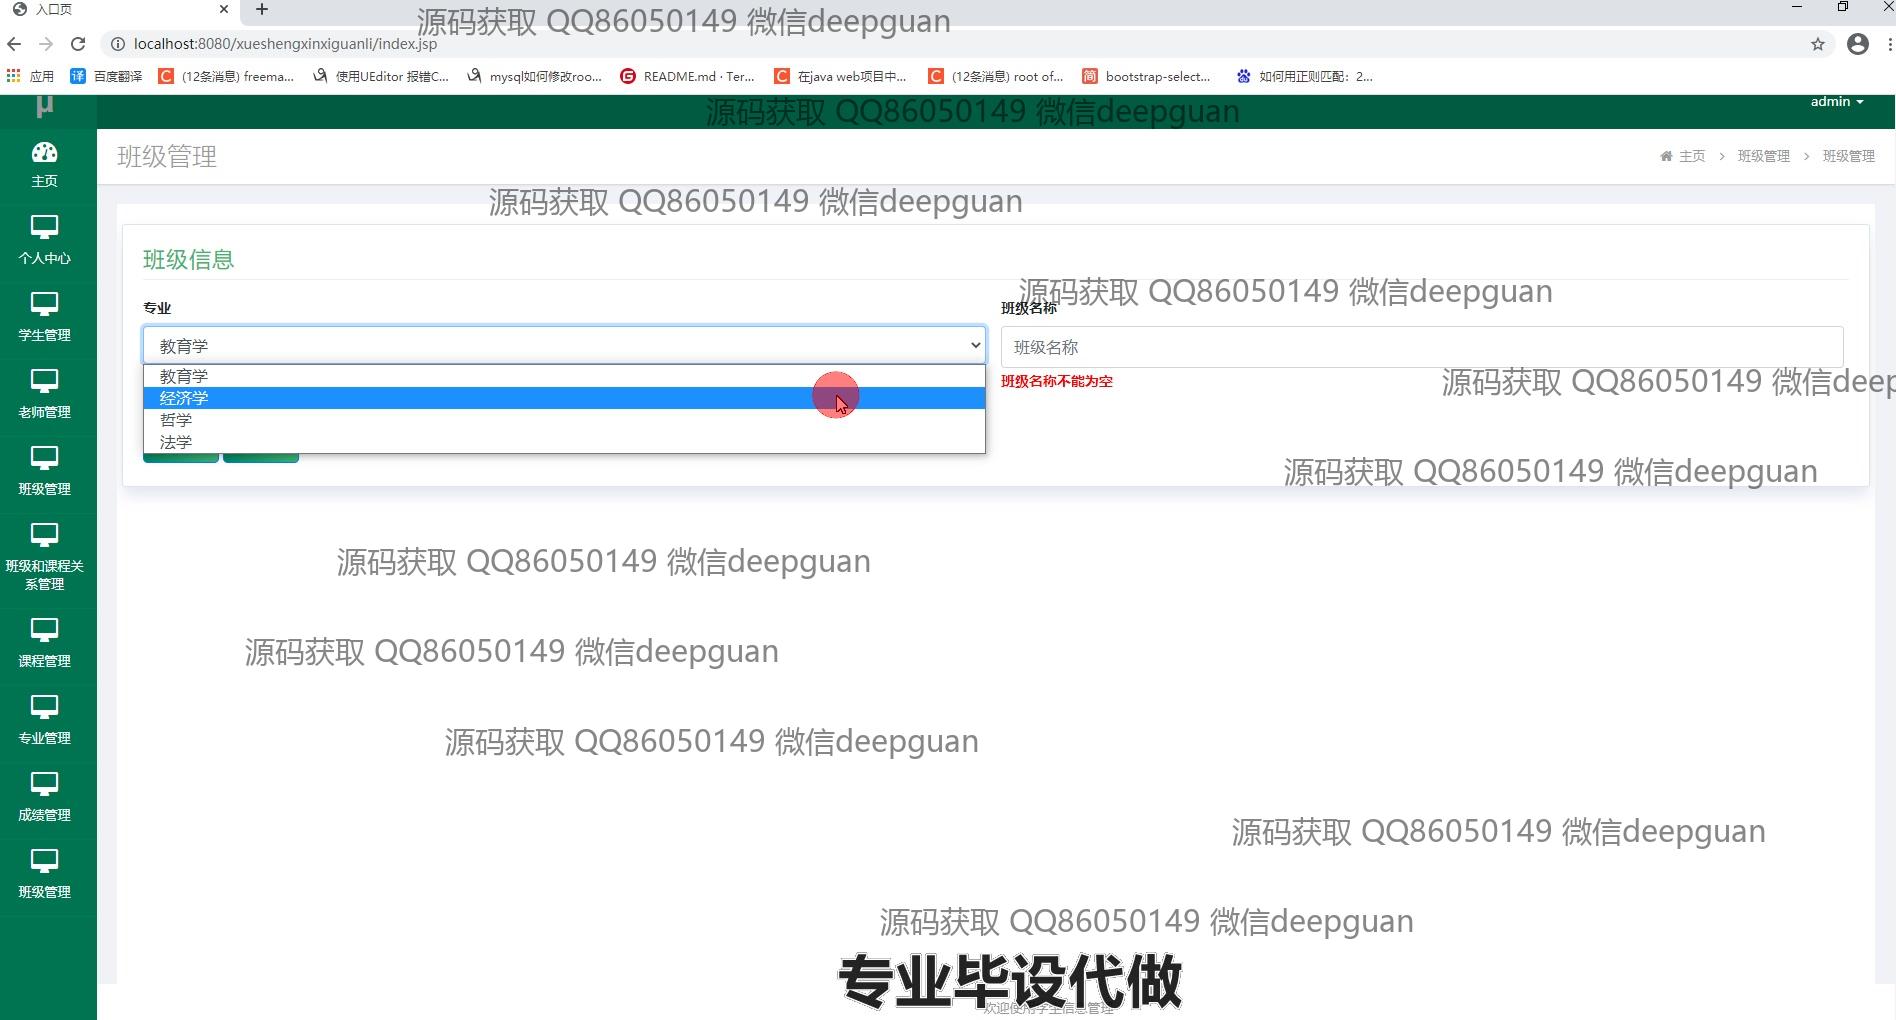 入口页
源码获取 QQ86050149 微信deepguan
localhost:8080/xueshengxinxiguanli/index.jsp
应用 百度翻译 (12条消息) freema... 使用UEditor 报错C... mysql如何修改roo... README.md · Ter... 在java web项目中... (12条消息) root of... bootstrap-select... 如何用正则匹配：2...
μ
admin
源码获取 QQ86050149 微信deepguan
主页
班级管理
主页 > 班级管理 > 班级管理
源码获取 QQ86050149 微信deepguan
个人中心
班级信息
源码获取 QQ86050149 微信deepguan
专业
班级名称
学生管理
教育学
班级名称
教育学
班级名称不能为空
源码获取 QQ86050149 微信deep
经济学
老师管理
哲学
法学
源码获取 QQ86050149 微信deepguan
班级管理
源码获取 QQ86050149 微信deepguan
班级和课程关
系管理
源码获取 QQ86050149 微信deepguan
课程管理
专业管理
源码获取 QQ86050149 微信deepguan
成绩管理
源码获取 QQ86050149 微信deepguan
班级管理
源码获取 QQ86050149 微信deepguan
专业毕设代做
欢迎使用学生信息管理